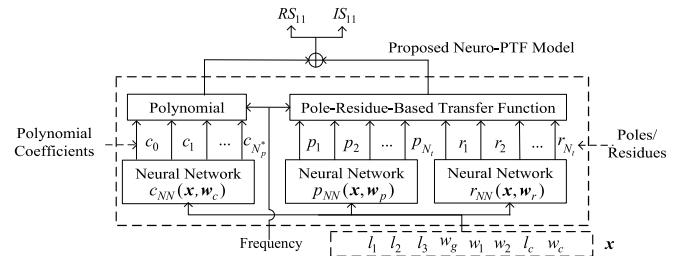 RS11 IS11
Proposed Neuro-PTF Model
Polynomial
Pole-Residue-Based Transfer Function
Polynomial Coefficients
c0 c1 ... cNp*
p1 p2 ... pNt
r1 r2 ... rNt
Poles/
Residues
Neural Network
cNN(x,wc)
Neural Network
pNN(x,wp)
Neural Network
rNN(x,wr)
Frequency
l1 l2 l3 wg w1 w2 lc wc
x